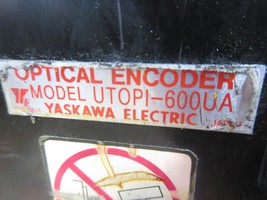 OPTICAL ENCODER
MODEL UTOPI-600UA
YASKAWA ELECTRIC JAPAN